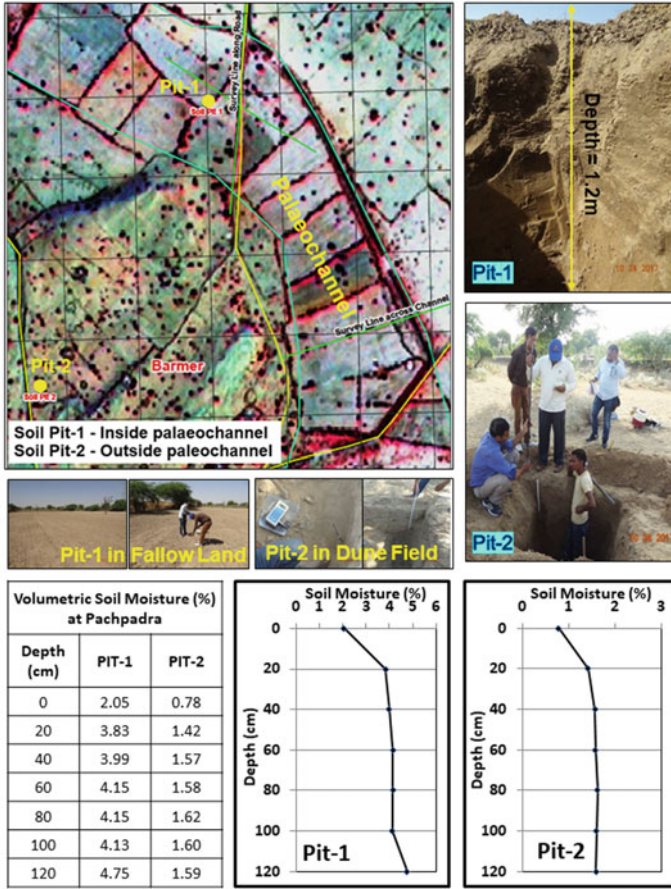 Pit-1
Soil Pit 1
Survey Line along Road
Palaeochannel
Survey Line across Channel
Pit-2
Soil Pit 2
Barmer
Soil Pit-1 - Inside palaeochannel
Soil Pit-2 - Outside paleochannel
Depth = 1.2m
Pit-1
Pit-2
Pit-1 in Fallow Land
Pit-2 in Dune Field
Volumetric Soil Moisture (%)
at Pachpadra
Depth (cm) PIT-1 PIT-2
0 2.05 0.78
20 3.83 1.42
40 3.99 1.57
60 4.15 1.58
80 4.15 1.62
100 4.13 1.60
120 4.75 1.59
Soil Moisture (%)
0 1 2 3 4 5 6
Depth (cm)
0
20
40
60
80
100
120
Pit-1
Soil Moisture (%)
0 1 2 3
Depth (cm)
0
20
40
60
80
100
120
Pit-2